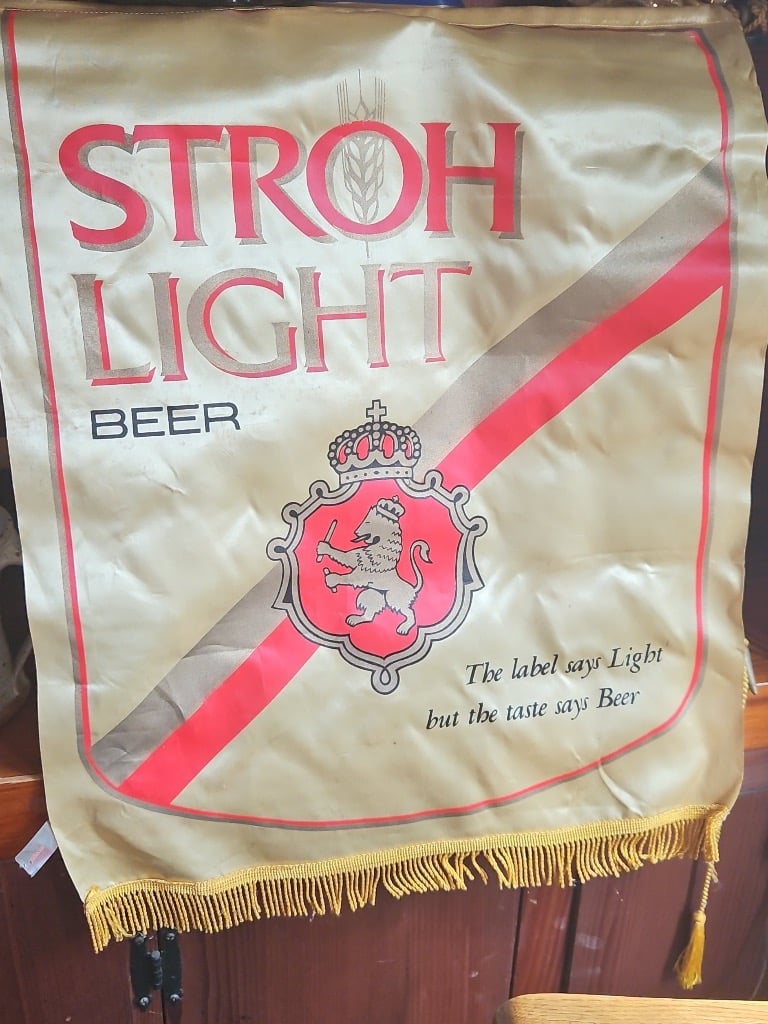 STROH
LIGHT
BEER
The label says Light
but the taste says Beer